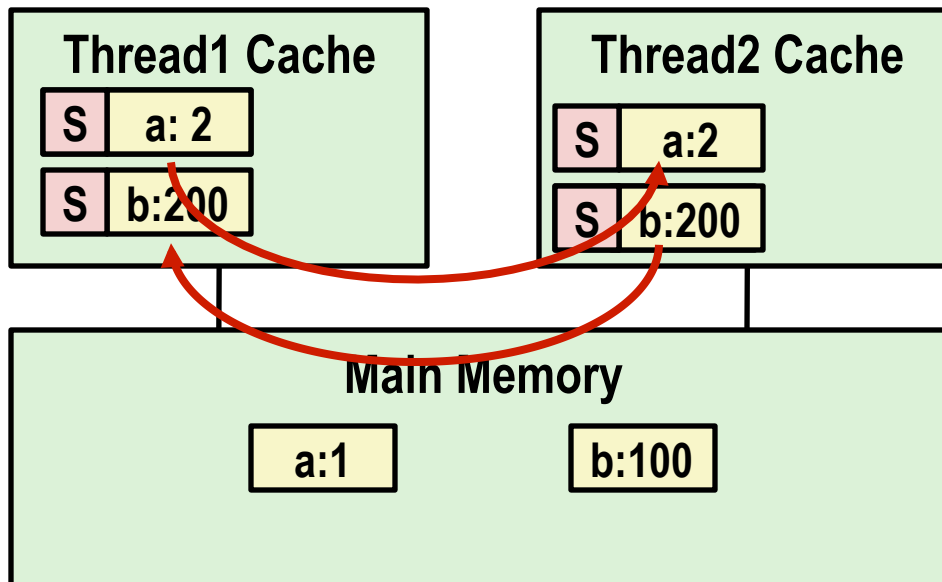 Thread1 Cache
S a: 2
S b:200
Thread2 Cache
S a:2
S b:200
Main Memory
a:1
b:100